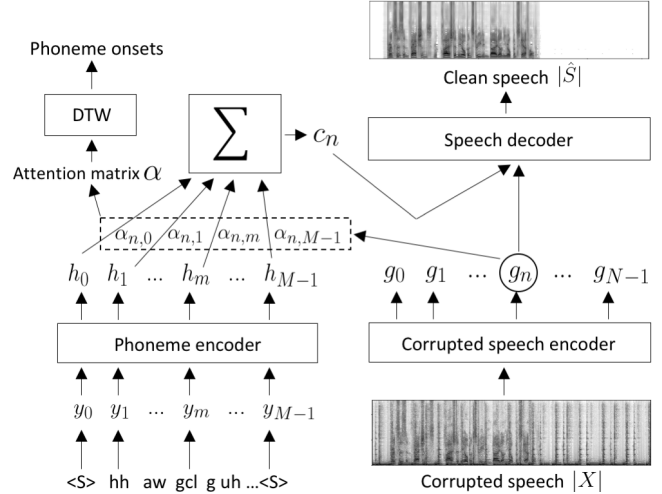 Phoneme onsets
Clean speech |Ŝ|
DTW
∑
c_n
Speech decoder
Attention matrix α
α_{n,0} α_{n,1} α_{n,m} α_{n,M−1}
h_0 h_1 ... h_m ... h_{M−1}
g_0 g_1 ... g_n ... g_{N−1}
Phoneme encoder
Corrupted speech encoder
y_0 y_1 ... y_m ... y_{M−1}
<S> hh aw gcl g uh ...<S>
Corrupted speech |X|